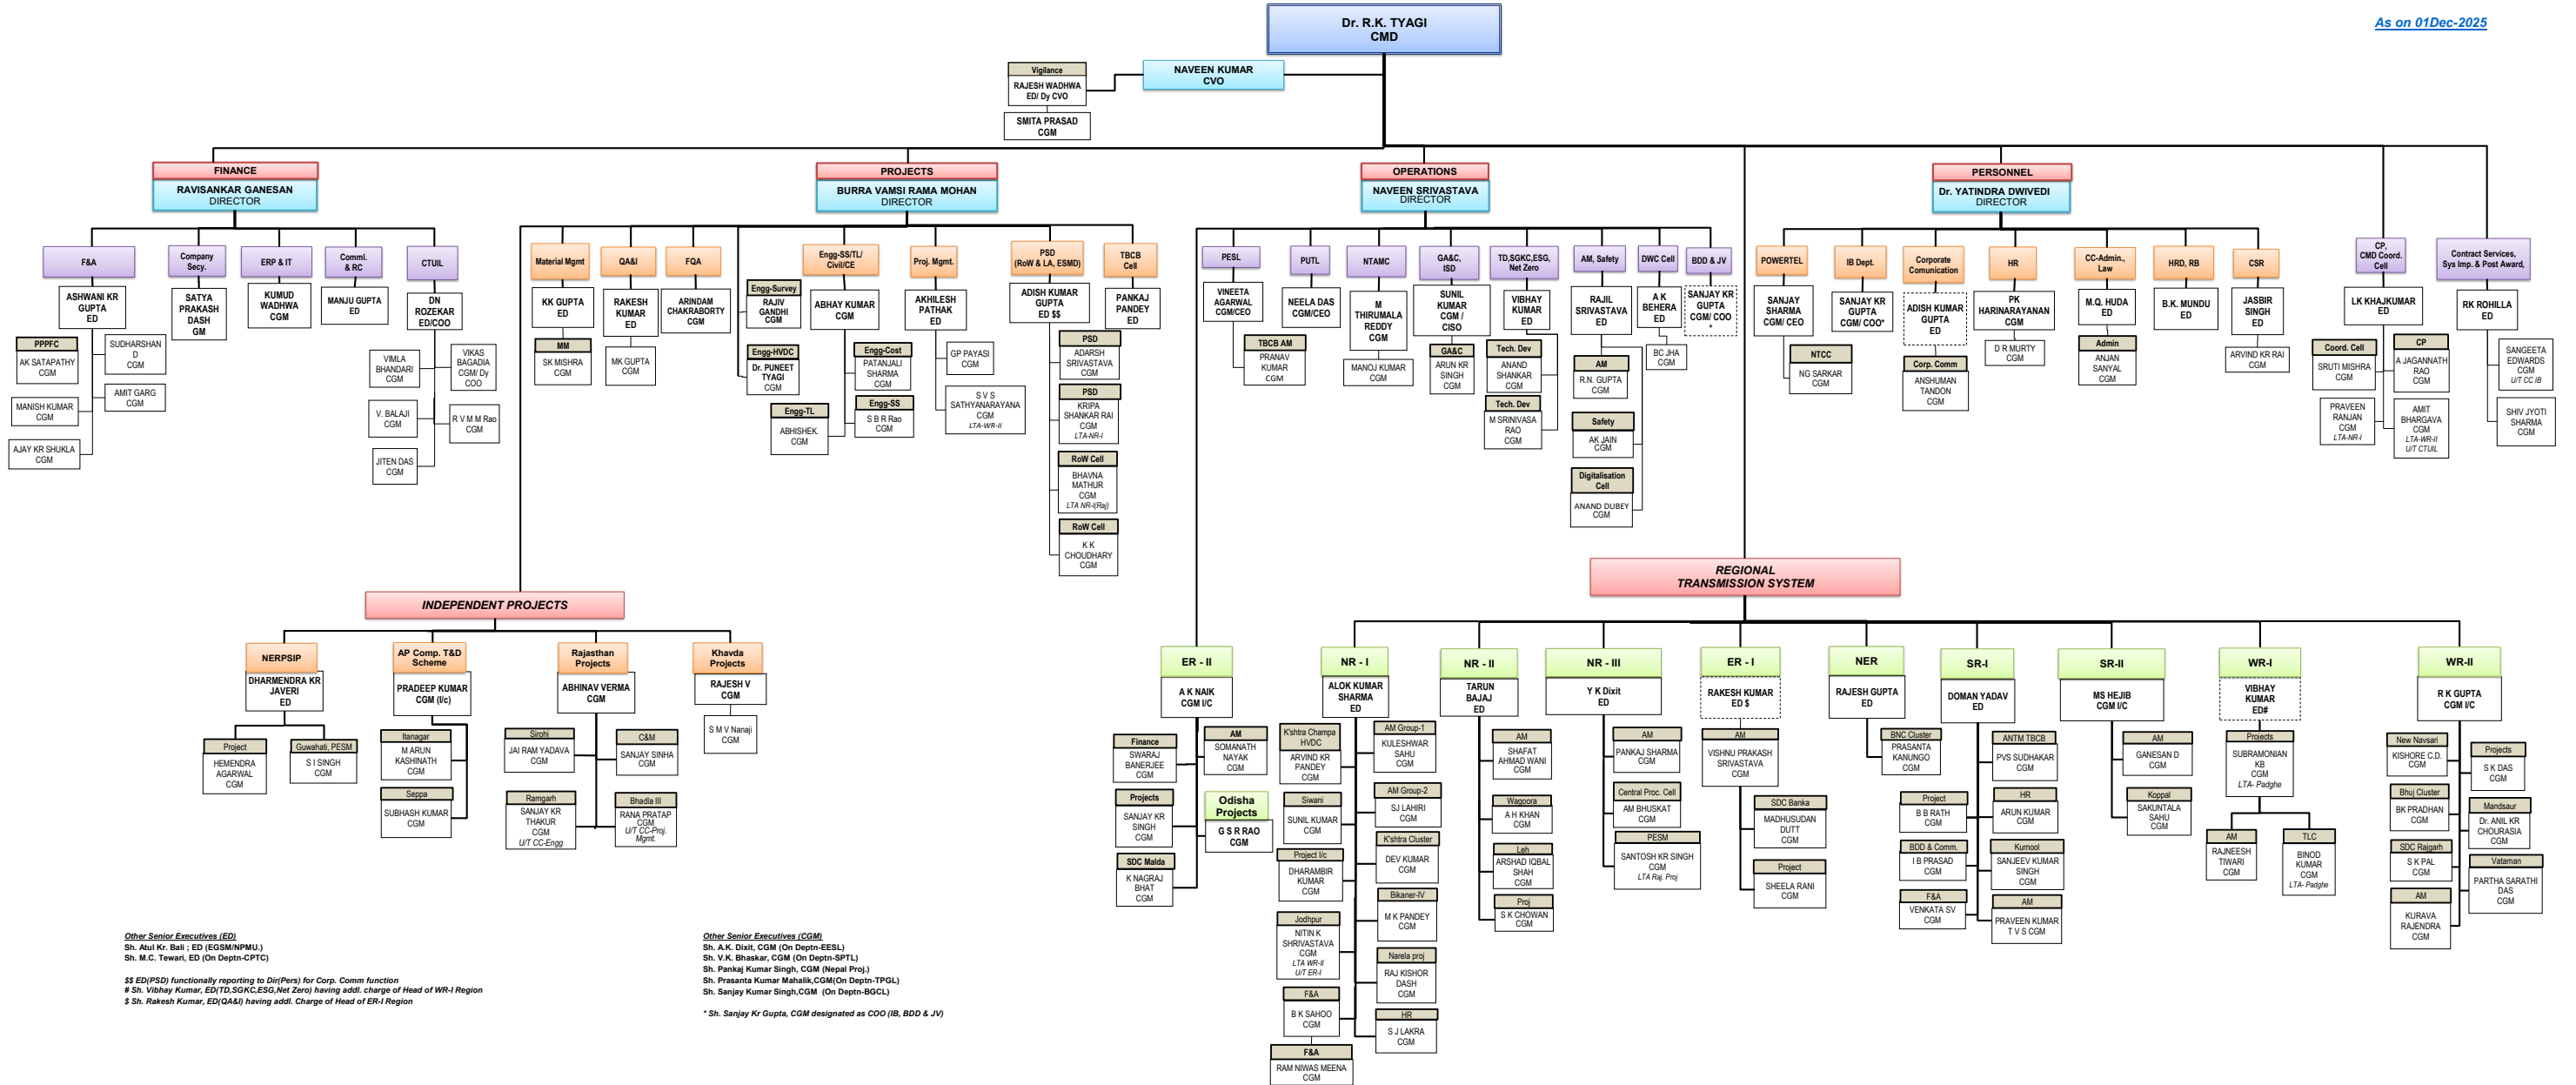 Dr. R.K. TYAGI
CMD
As on 01Dec-2025
NAVEEN KUMAR
CVO
Vigilance
RAJESH WADHWA
ED/ Dy CVO
SMITA PRASAD
CGM
FINANCE
RAVISANKAR GANESAN
DIRECTOR
PROJECTS
BURRA VAMSI RAMA MOHAN
DIRECTOR
OPERATIONS
NAVEEN SRIVASTAVA
DIRECTOR
PERSONNEL
Dr. YATINDRA DWIVEDI
DIRECTOR
F&A
ASHWANI KR
GUPTA
ED
PPPFC
AK SATAPATHY
CGM
SUDHARSHAN
D
CGM
MANISH KUMAR
CGM
AMIT GARG
CGM
AJAY KR SHUKLA
CGM
Company
Secy.
SATYA
PRAKASH
DASH
GM
ERP & IT
KUMUD
WADHWA
CGM
Comml.
& RC
MANJU GUPTA
ED
CTUIL
DN
ROZEKAR
ED/COO
VIMLA
BHANDARI
CGM
VIKAS
BAGADIA
CGM/ Dy
COO
V. BALAJI
CGM
R V M M Rao
CGM
JITEN DAS
CGM
Material Mgmt
KK GUPTA
ED
MM
SK MISHRA
CGM
QA&I
RAKESH
KUMAR
ED
MK GUPTA
CGM
FQA
ARINDAM
CHAKRABORTY
CGM
Engg-Survey
RAJIV
GANDHI
CGM
Engg-HVDC
Dr. PUNEET
TYAGI
CGM
Engg-SS/TL/
Civil/CE
ABHAY KUMAR
CGM
Engg-Cost
PATANJALI
SHARMA
CGM
Engg-TL
ABHISHEK.
CGM
Engg-SS
S B R Rao
CGM
Proj. Mgmt.
AKHILESH
PATHAK
ED
GP PAYASI
CGM
S V S
SATHYANARAYANA
CGM
LTA-WR-II
PSD
(RoW & LA, ESMD)
ADISH KUMAR
GUPTA
ED $$
PSD
ADARSH
SRIVASTAVA
CGM
PSD
KRIPA
SHANKAR RAI
CGM
LTA-NR-I
RoW Cell
BHAVNA
MATHUR
CGM
LTA NR-I(Raj)
RoW Cell
K K
CHOUDHARY
CGM
TBCB
Cell
PANKAJ
PANDEY
ED
PESL
VINEETA
AGARWAL
CGM/CEO
TBCB AM
PRANAV
KUMAR
CGM
PUTL
NEELA DAS
CGM/CEO
NTAMC
M
THIRUMALA
REDDY
CGM
MANOJ KUMAR
CGM
GA&C,
ISD
SUNIL
KUMAR
CGM /
CISO
GA&C
ARUN KR
SINGH
CGM
TD,SGKC,ESG,
Net Zero
VIBHAY
KUMAR
ED
Tech. Dev
ANAND
SHANKAR
CGM
Tech. Dev
M SRINIVASA
RAO
CGM
AM, Safety
RAJIL
SRIVASTAVA
ED
AM
R.N. GUPTA
CGM
Safety
AK JAIN
CGM
Digitalisation
Cell
ANAND DUBEY
CGM
DWC Cell
A K
BEHERA
ED
BC JHA
CGM
BDD & JV
SANJAY KR
GUPTA
CGM/ COO
*
POWERTEL
SANJAY
SHARMA
CGM/ CEO
NTCC
NG SARKAR
CGM
IB Dept.
SANJAY KR
GUPTA
CGM/ COO*
Corporate
Comunication
ADISH KUMAR
GUPTA
ED
Corp. Comm
ANSHUMAN
TANDON
CGM
HR
PK
HARINARAYANAN
CGM
D R MURTY
CGM
CC-Admin.,
Law
M.Q. HUDA
ED
Admin
ANJAN
SANYAL
CGM
HRD, RB
B.K. MUNDU
ED
CSR
JASBIR
SINGH
ED
ARVIND KR RAI
CGM
CP,
CMD Coord.
Cell
LK KHAJKUMAR
ED
Coord. Cell
SRUTI MISHRA
CGM
CP
A JAGANNATH
RAO
CGM
PRAVEEN
RANJAN
CGM
LTA-NR-I
AMIT
BHARGAVA
CGM
LTA-WR-II
U/T CTUIL
Contract Services,
Sys Imp. & Post Award,
RK ROHILLA
ED
SANGEETA
EDWARDS
CGM
U/T CC IB
SHIV JYOTI
SHARMA
CGM
INDEPENDENT PROJECTS
NERPSIP
DHARMENDRA KR
JAVERI
ED
Project
HEMENDRA
AGARWAL
CGM
Guwahati, PESM
S I SINGH
CGM
AP Comp. T&D
Scheme
PRADEEP KUMAR
CGM (I/c)
Itanagar
M ARUN
KASHINATH
CGM
Seppa
SUBHASH KUMAR
CGM
Rajasthan
Projects
ABHINAV VERMA
CGM
Sirohi
JAI RAM YADAVA
CGM
C&M
SANJAY SINHA
CGM
Ramgarh
SANJAY KR
THAKUR
CGM
U/T CC-Engg
Bhadla III
RANA PRATAP
CGM
U/T CC-Proj.
Mgmt.
Khavda
Projects
RAJESH V
CGM
S M V Nanaji
CGM
REGIONAL
TRANSMISSION SYSTEM
ER - II
A K NAIK
CGM I/C
Finance
SWARAJ
BANERJEE
CGM
AM
SOMANATH
NAYAK
CGM
Projects
SANJAY KR
SINGH
CGM
Odisha
Projects
G S R RAO
CGM
SDC Malda
K NAGRAJ
BHAT
CGM
NR - I
ALOK KUMAR
SHARMA
ED
K'shtra Champa
HVDC
ARVIND KR
PANDEY
CGM
AM Group-1
KULESHWAR
SAHU
CGM
Siwani
SUNIL KUMAR
CGM
AM Group-2
SJ LAHIRI
CGM
Project I/c
DHARAMBIR
KUMAR
CGM
K'shtra Cluster
DEV KUMAR
CGM
Jodhpur
NITIN K
SHRIVASTAVA
CGM
LTA WR-II
U/T ER-I
Bikaner-IV
M K PANDEY
CGM
Narela proj
RAJ KISHOR
DASH
CGM
F&A
B K SAHOO
CGM
HR
S J LAKRA
CGM
F&A
RAM NIWAS MEENA
CGM
NR - II
TARUN
BAJAJ
ED
AM
SHAFAT
AHMAD WANI
CGM
Wagoora
A H KHAN
CGM
Leh
ARSHAD IQBAL
SHAH
CGM
Proj
S K CHOWAN
CGM
NR - III
Y K Dixit
ED
AM
PANKAJ SHARMA
CGM
Central Proc. Cell
AM BHUSKAT
CGM
PESM
SANTOSH KR SINGH
CGM
LTA Raj. Proj
ER - I
RAKESH KUMAR
ED $
AM
VISHNU PRAKASH
SRIVASTAVA
CGM
SDC Banka
MADHUSUDAN
DUTT
CGM
Project
SHEELA RANI
CGM
NER
RAJESH GUPTA
ED
BNC Cluster
PRASANTA
KANUNGO
CGM
SR-I
DOMAN YADAV
ED
ANTM TBCB
PVS SUDHAKAR
CGM
Project
B B RATH
CGM
HR
ARUN KUMAR
CGM
BDD & Comm.
I B PRASAD
CGM
Kurnool
SANJEEV KUMAR
SINGH
CGM
F&A
VENKATA SV
CGM
AM
PRAVEEN KUMAR
T V S CGM
SR-II
MS HEJIB
CGM I/C
AM
GANESAN D
CGM
Koppal
SAKUNTALA
SAHU
CGM
WR-I
VIBHAY
KUMAR
ED#
Projects
SUBRAMONIAN
KB
CGM
LTA- Padghe
AM
RAJNEESH
TIWARI
CGM
TLC
BINOD
KUMAR
CGM
LTA- Padghe
WR-II
R K GUPTA
CGM I/C
New Navsari
KISHORE C.D.
CGM
Projects
S K DAS
CGM
Bhuj Cluster
BK PRADHAN
CGM
Mandsaur
Dr. ANIL KR
CHOURASIA
CGM
SDC Rajgarh
S K PAL
CGM
Vataman
PARTHA SARATHI
DAS
CGM
AM
KURAVA
RAJENDRA
CGM
Other Senior Executives (ED)
Sh. Atul Kr. Bali ; ED (EGSM/NPMU.)
Sh. M.C. Tewari, ED (On Deptn-CPTC)
$$ ED(PSD) functionally reporting to Dir(Pers) for Corp. Comm function
# Sh. Vibhay Kumar, ED(TD,SGKC,ESG,Net Zero) having addl. charge of Head of WR-I Region
$ Sh. Rakesh Kumar, ED(QA&I) having addl. Charge of Head of ER-I Region
Other Senior Executives (CGM)
Sh. A.K. Dixit, CGM (On Deptn-EESL)
Sh. V.K. Bhaskar, CGM (On Deptn-SPTL)
Sh. Pankaj Kumar Singh, CGM (Nepal Proj.)
Sh. Prasanta Kumar Mahalik,CGM(On Deptn-TPGL)
Sh. Sanjay Kumar Singh,CGM (On Deptn-BGCL)
* Sh. Sanjay Kr Gupta, CGM designated as COO (IB, BDD & JV)